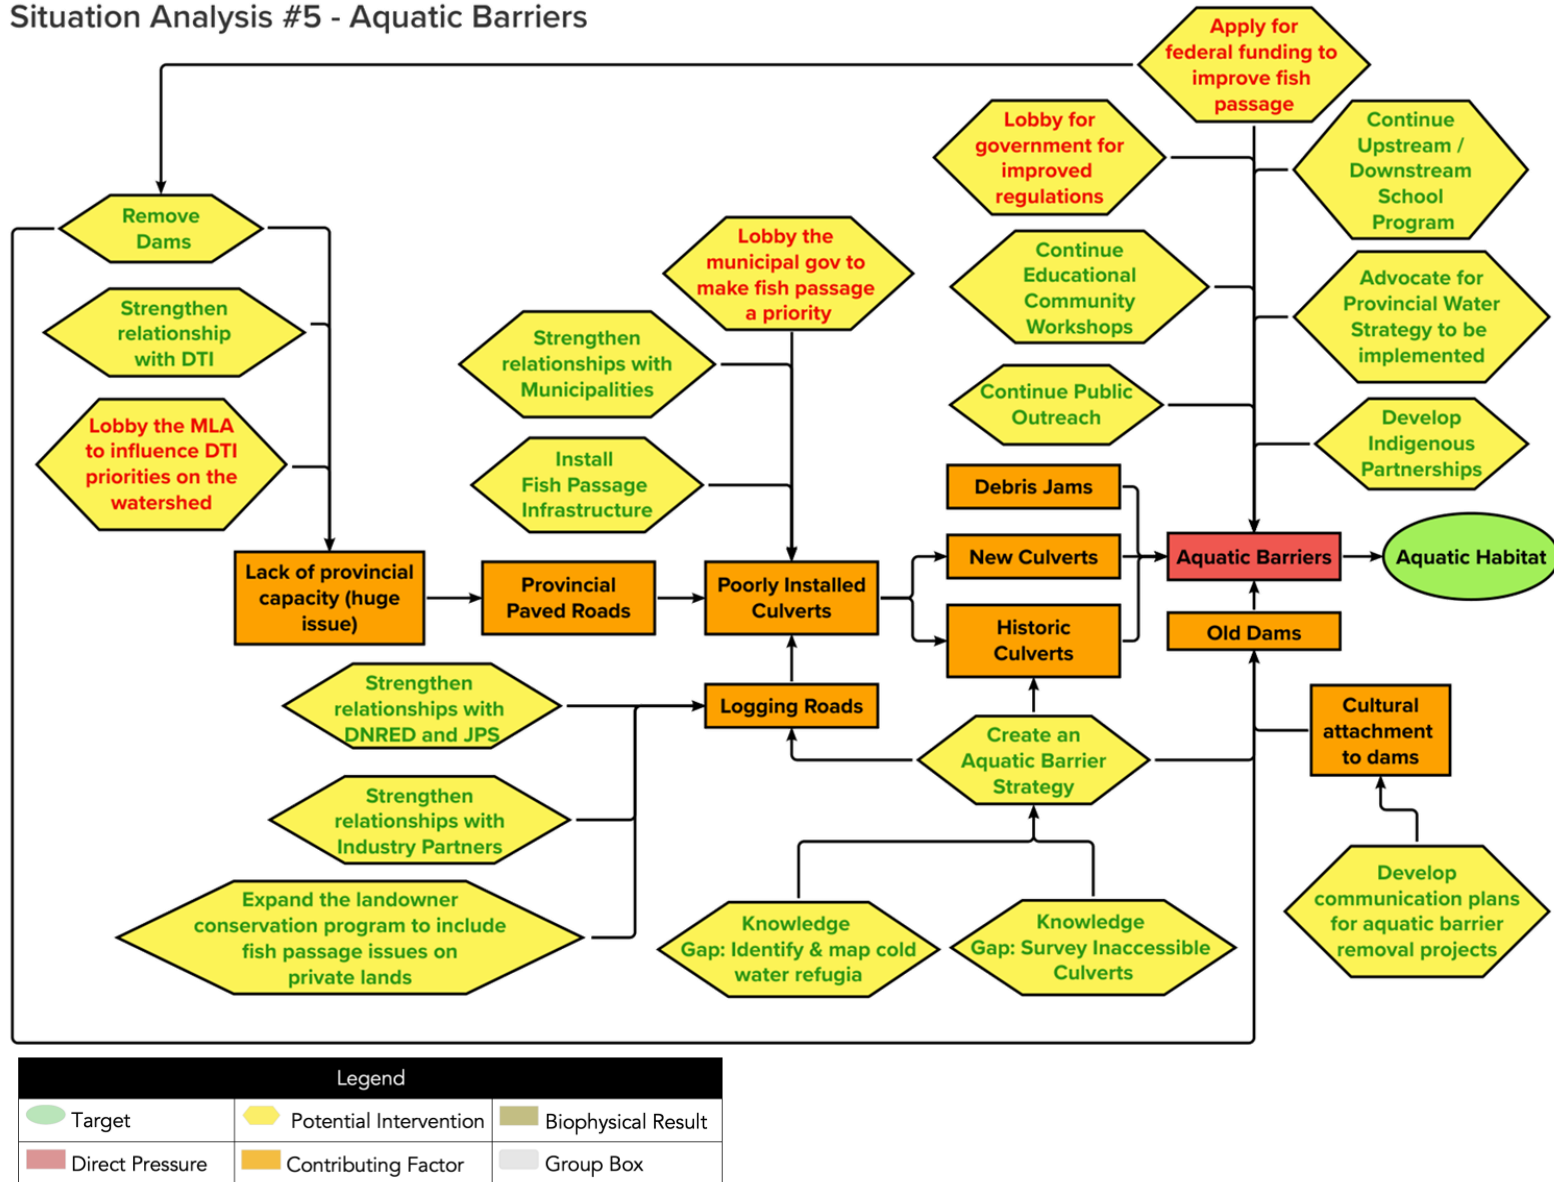 Situation Analysis #5 - Aquatic Barriers
Apply for
federal funding to
improve fish
passage
Lobby for
government for
improved
regulations
Continue
Upstream /
Downstream
School
Program
Remove
Dams
Lobby the
municipal gov to
make fish passage
a priority
Continue
Educational
Community
Workshops
Advocate for
Provincial Water
Strategy to be
implemented
Strengthen
relationship
with DTI
Strengthen
relationships with
Municipalities
Continue Public
Outreach
Lobby the MLA
to influence DTI
priorities on the
watershed
Develop
Indigenous
Partnerships
Install
Fish Passage
Infrastructure
Debris Jams
Lack of provincial
capacity (huge
issue)
Provincial
Paved Roads
Poorly Installed
Culverts
New Culverts
Aquatic Barriers
Aquatic Habitat
Historic
Culverts
Old Dams
Strengthen
relationships with
DNRED and JPS
Logging Roads
Create an
Aquatic Barrier
Strategy
Cultural
attachment
to dams
Strengthen
relationships with
Industry Partners
Expand the landowner
conservation program to include
fish passage issues on
private lands
Knowledge
Gap: Identify & map cold
water refugia
Knowledge
Gap: Survey Inaccessible
Culverts
Develop
communication plans
for aquatic barrier
removal projects
Legend
Target
Potential Intervention
Biophysical Result
Direct Pressure
Contributing Factor
Group Box